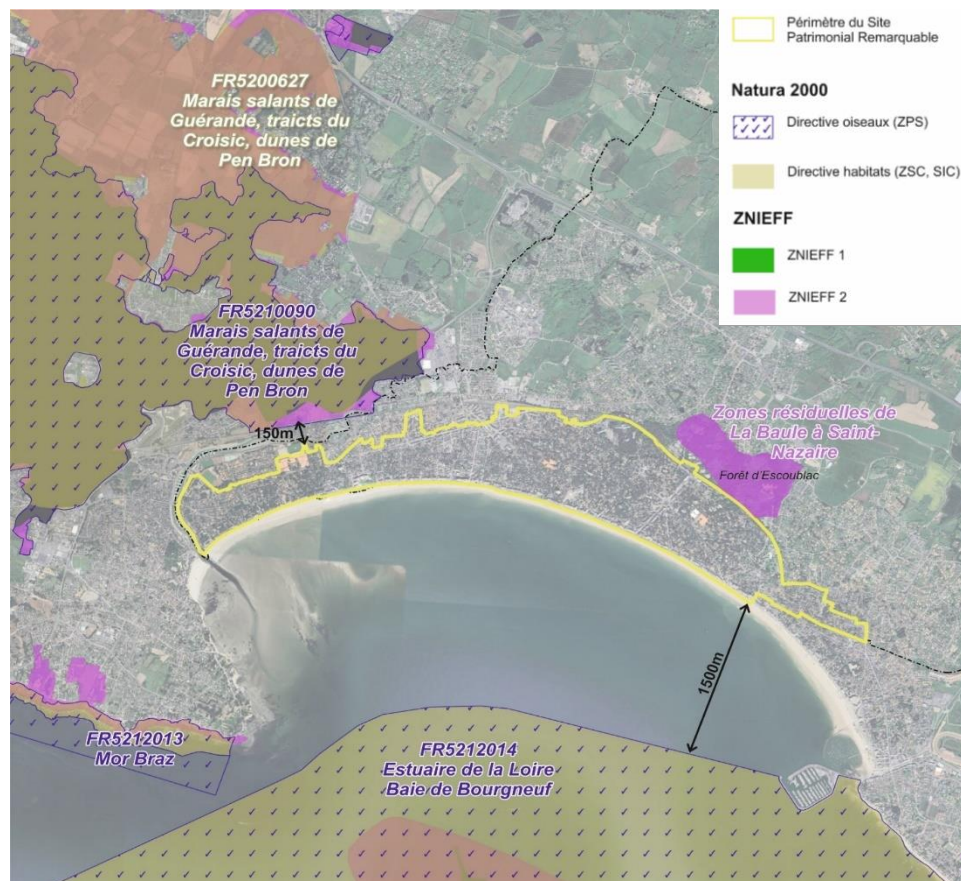 Périmètre du Site
Patrimonial Remarquable
Natura 2000
Directive oiseaux (ZPS)
Directive habitats (ZSC, SIC)
ZNIEFF
ZNIEFF 1
ZNIEFF 2
FR5200627
Marais salants de
Guérande, traicts du
Croisic, dunes de
Pen Bron
FR5210090
Marais salants de
Guérande, traicts du
Croisic, dunes de
Pen Bron
150m
Zones résiduelles de
La Baule à Saint-
Nazaire
Forêt d'Escoublac
1500m
FR5212013
Mor Braz
FR5212014
Estuaire de la Loire
Baie de Bourgneuf